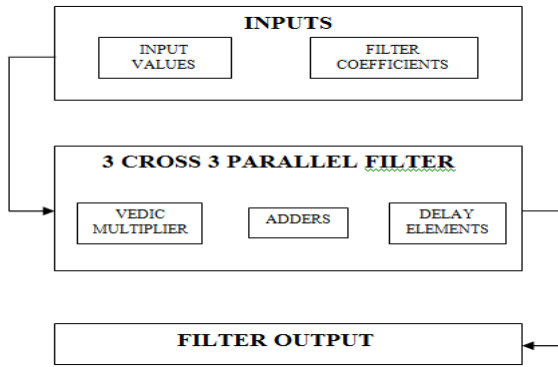 INPUTS
INPUT
VALUES
FILTER
COEFFICIENTS
3 CROSS 3 PARALLEL FILTER
VEDIC
MULTIPLIER
ADDERS
DELAY
ELEMENTS
FILTER OUTPUT